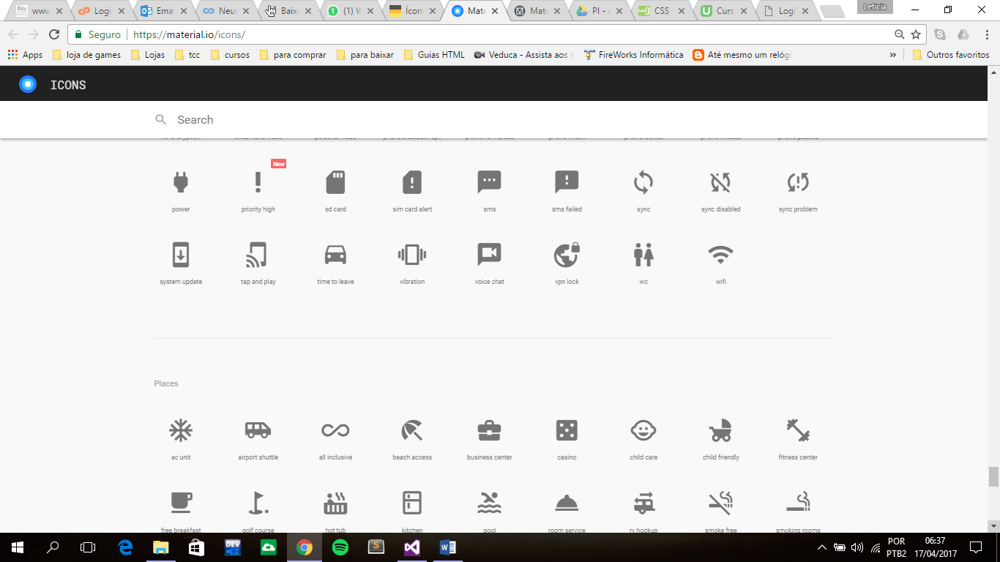 www. Logi Ema Neur Baixa (1) W Ícon Mate Mate PI - 4 CSS Curs Logi Leticia
Seguro https://material.io/icons/
Apps loja de games Lojas tcc cursos para comprar para baixar Guias HTML Veduca - Assista aos n FireWorks Informática Até mesmo um relóg » Outros favoritos
ICONS
Search
New
power priority high sd card sim card alert sms sms failed sync sync disabled sync problem
system update tap and play time to leave vibration voice chat vpn lock wc wifi
Places
ac unit airport shuttle all inclusive beach access business center casino child care child friendly fitness center
free breakfast golf course hot tub kitchen pool room service rv hookup smoke free smoking rooms
POR 06:37
PTB2 17/04/2017